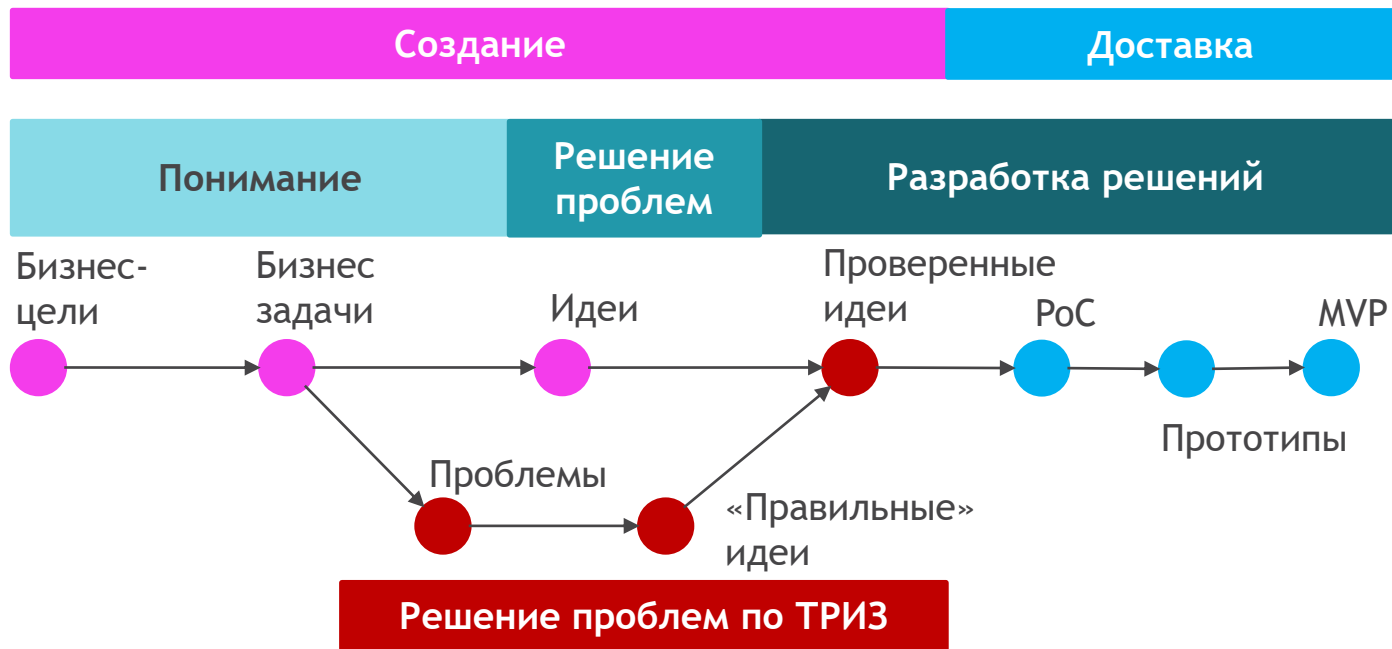 Создание
Доставка
Понимание
Решение
проблем
Разработка решений
Бизнес-
цели
Бизнес
задачи
Идеи
Проверенные
идеи
PoC
MVP
Прототипы
Проблемы
«Правильные»
идеи
Решение проблем по ТРИЗ